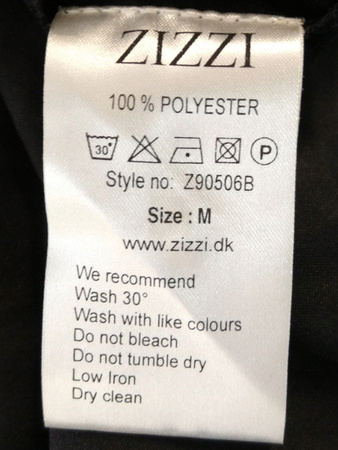 ZIZZI
100 % POLYESTER
30°
P
Style no: Z90506B
Size : M
www.zizzi.dk
We recommend
Wash 30°
Wash with like colours
Do not bleach
Do not tumble dry
Low Iron
Dry clean